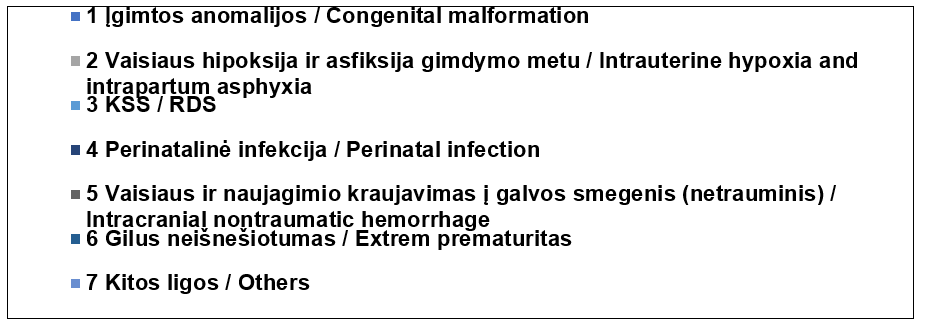 1 Įgimtos anomalijos / Congenital malformation
2 Vaisiaus hipoksija ir asfiksija gimdymo metu / Intrauterine hypoxia and
intrapartum asphyxia
3 KSS / RDS
4 Perinatalinė infekcija / Perinatal infection
5 Vaisiaus ir naujagimio kraujavimas į galvos smegenis (netrauminis) /
Intracranial nontraumatic hemorrhage
6 Gilus neišnešiotumas / Extrem prematuritas
7 Kitos ligos / Others